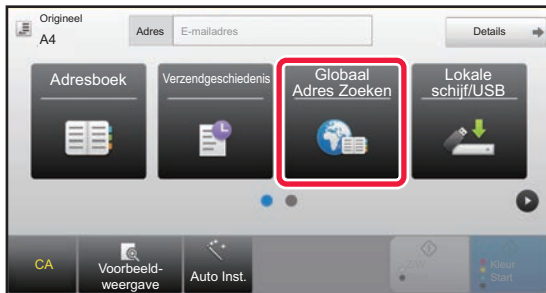 Origineel
A4
Adres
E-mailadres
Details
Adresboek
Verzendgeschiedenis
Globaal
Adres Zoeken
Lokale
schijf/USB
CA
Voorbeeld-
weergave
Auto Inst.
Z/W
Start
Kleur
Start